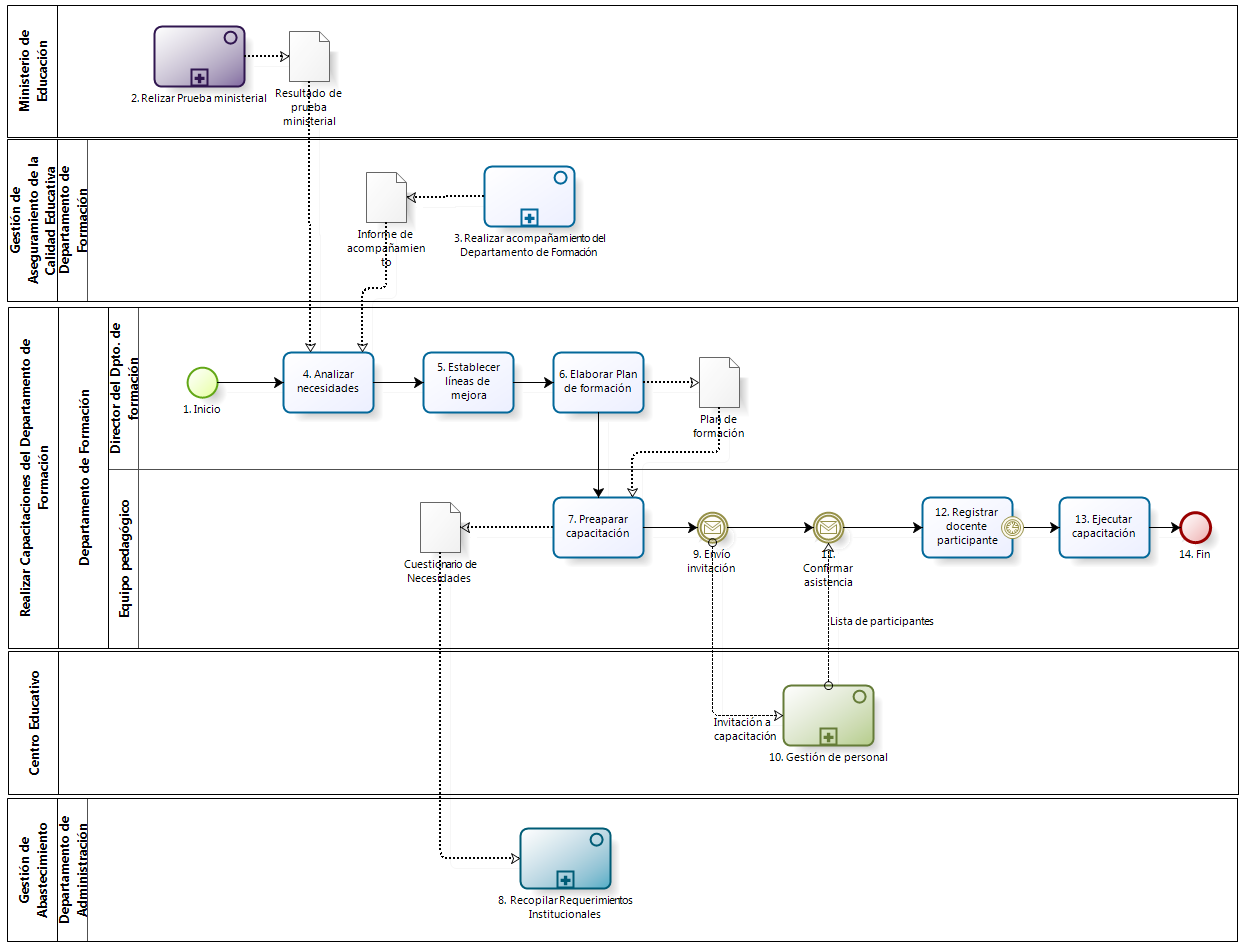 Ministerio de
Educación
2. Relizar Prueba ministerial
Resultado de
prueba
ministerial
Gestión de
Aseguramiento de la
Calidad Educativa
Departamento de
Formación
Informe de
acompañamien
to
3. Realizar acompañamiento del
Departamento de Formación
Realizar Capacitaciones del Departamento de
Formación
Departamento de Formación
Director del Dpto. de
formación
1. Inicio
4. Analizar
necesidades
5. Establecer
líneas de
mejora
6. Elaborar Plan
de formación
Plan de
formación
Equipo pedagógico
Cuestionario de
Necesidades
7. Preaparar
capacitación
9. Envío
invitación
11.
Confirmar
asistencia
12. Registrar
docente
participante
13. Ejecutar
capacitación
14. Fin
Lista de participantes
Centro Educativo
Invitación a
capacitación
10. Gestión de personal
Gestión de
Abastecimiento
Departamento de
Administración
8. Recopilar Requerimientos
Institucionales